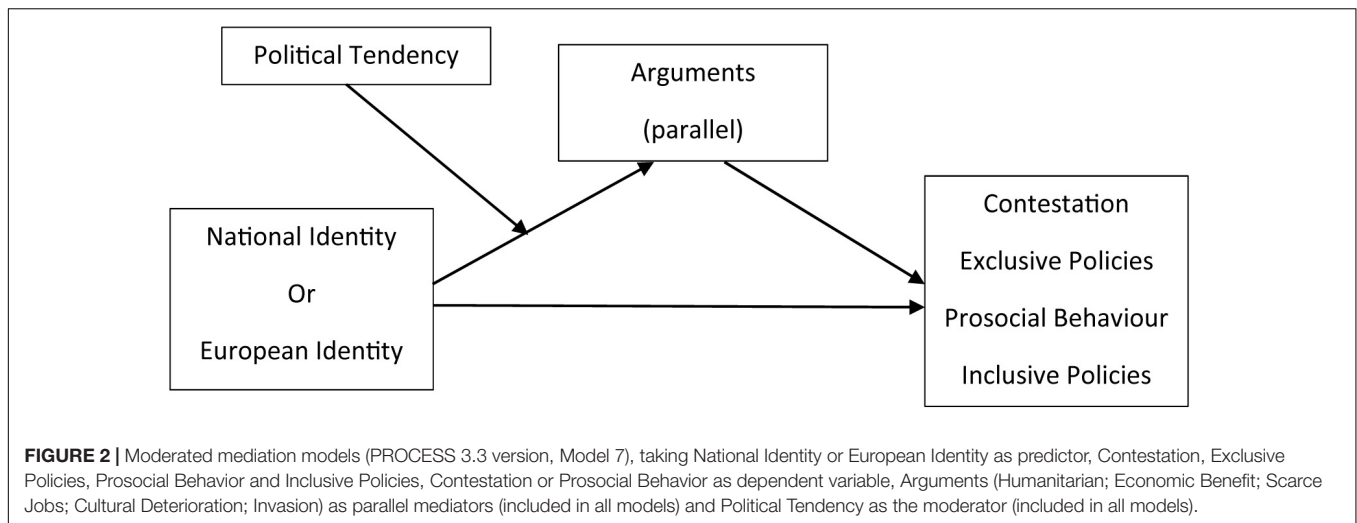 Political Tendency
Arguments
(parallel)
National Identity
Or
European Identity
Contestation
Exclusive Policies
Prosocial Behaviour
Inclusive Policies
FIGURE 2 | Moderated mediation models (PROCESS 3.3 version, Model 7), taking National Identity or European Identity as predictor, Contestation, Exclusive
Policies, Prosocial Behavior and Inclusive Policies, Contestation or Prosocial Behavior as dependent variable, Arguments (Humanitarian; Economic Benefit; Scarce
Jobs; Cultural Deterioration; Invasion) as parallel mediators (included in all models) and Political Tendency as the moderator (included in all models).